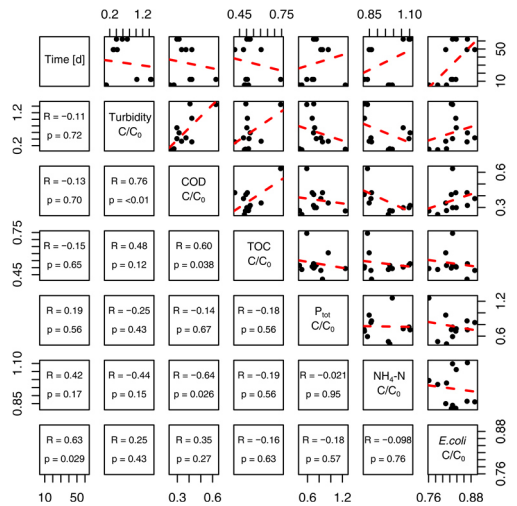 0.2 1.2 0.45 0.75 0.85 1.10
Time [d] 10 50
0.2 1.2 R = −0.11 Turbidity
p = 0.72 C/C0
R = −0.13 R = 0.76 COD 0.3 0.6
p = 0.70 p = <0.01 C/C0
0.45 0.75 R = −0.15 R = 0.48 R = 0.60 TOC
p = 0.65 p = 0.12 p = 0.038 C/C0
R = 0.19 R = −0.25 R = −0.14 R = −0.18 Ptot 0.6 1.2
p = 0.56 p = 0.43 p = 0.67 p = 0.56 C/C0
0.85 1.10 R = 0.42 R = −0.44 R = −0.64 R = −0.19 R = −0.021 NH4-N
p = 0.17 p = 0.15 p = 0.026 p = 0.56 p = 0.95 C/C0
R = 0.63 R = 0.25 R = 0.35 R = −0.16 R = −0.18 R = −0.098 E.coli 0.76 0.88
p = 0.029 p = 0.43 p = 0.27 p = 0.63 p = 0.57 p = 0.76 C/C0
10 50 0.3 0.6 0.6 1.2 0.76 0.88